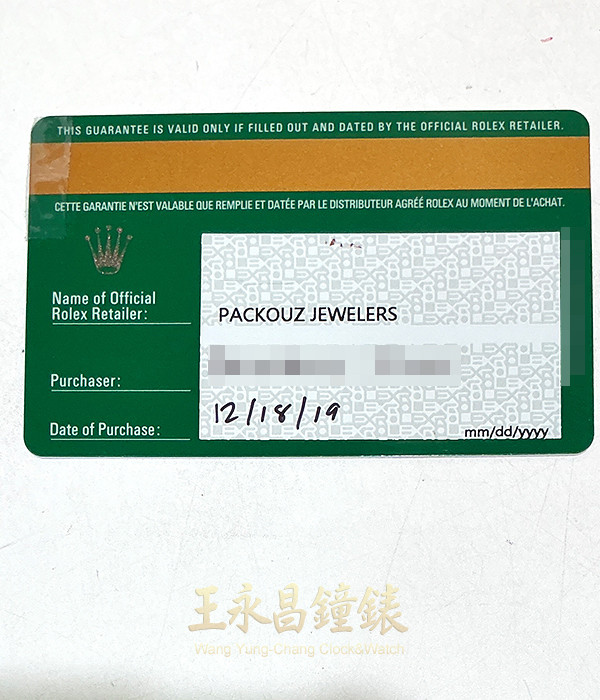 THIS GUARANTEE IS VALID ONLY IF FILLED OUT AND DATED BY THE OFFICIAL ROLEX RETAILER.
CETTE GARANTIE N'EST VALABLE QUE REMPLIE ET DATÉE PAR LE DISTRIBUTEUR AGRÉÉ ROLEX AU MOMENT DE L'ACHAT.
Name of Official
Rolex Retailer:
PACKOUZ JEWELERS
Purchaser:
Date of Purchase:
12/18/19
mm/dd/yyyy
王永昌鐘錶
Wang Yung-Chang Clock&Watch